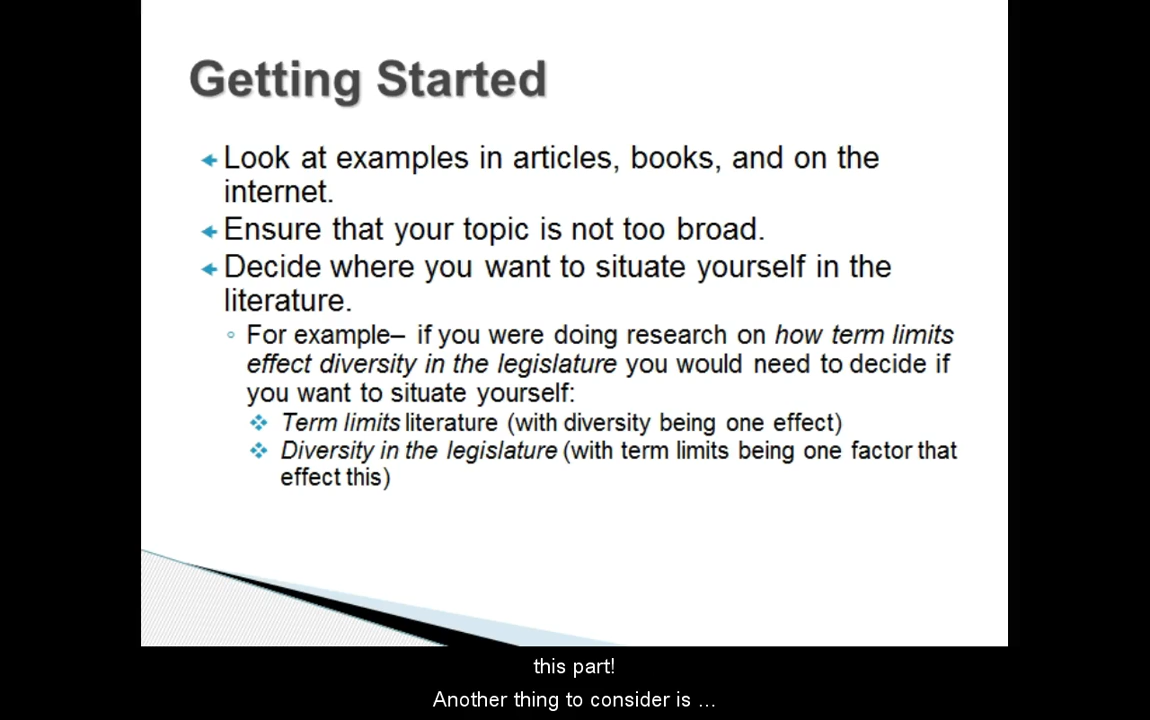 Getting Started
Look at examples in articles, books, and on the
internet.
Ensure that your topic is not too broad.
Decide where you want to situate yourself in the
literature.
For example– if you were doing research on how term limits
effect diversity in the legislature you would need to decide if
you want to situate yourself:
Term limits literature (with diversity being one effect)
Diversity in the legislature (with term limits being one factor that
effect this)
this part!
Another thing to consider is ...